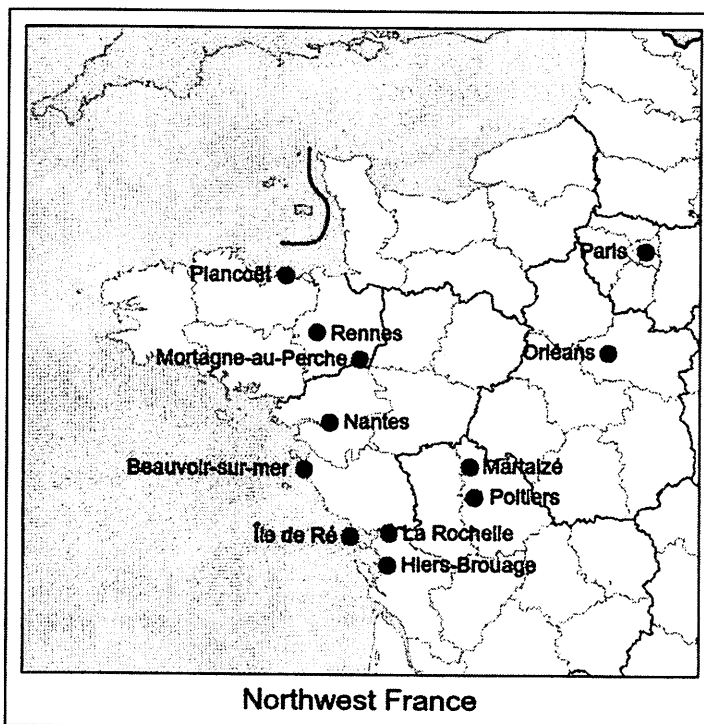 Paris
Plancoët
Rennes
Mortagne-au-Perche
Orléans
Nantes
Beauvoir-sur-mer
Martaizé
Poitiers
Île de Ré
La Rochelle
Hiers-Brouage
Northwest France